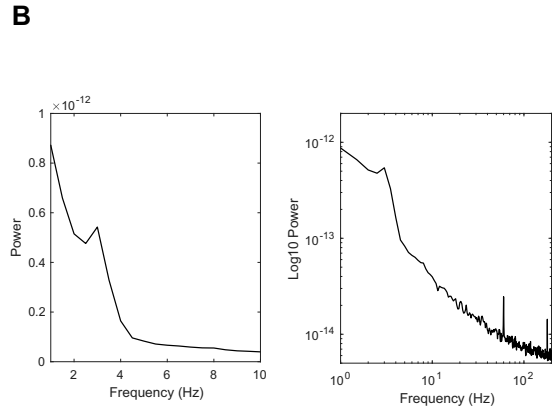 B
×10⁻¹²
1
0.8
0.6
0.4
0.2
0
Power
2 4 6 8 10
Frequency (Hz)
10⁻¹²
10⁻¹³
10⁻¹⁴
Log10 Power
10⁰ 10¹ 10²
Frequency (Hz)